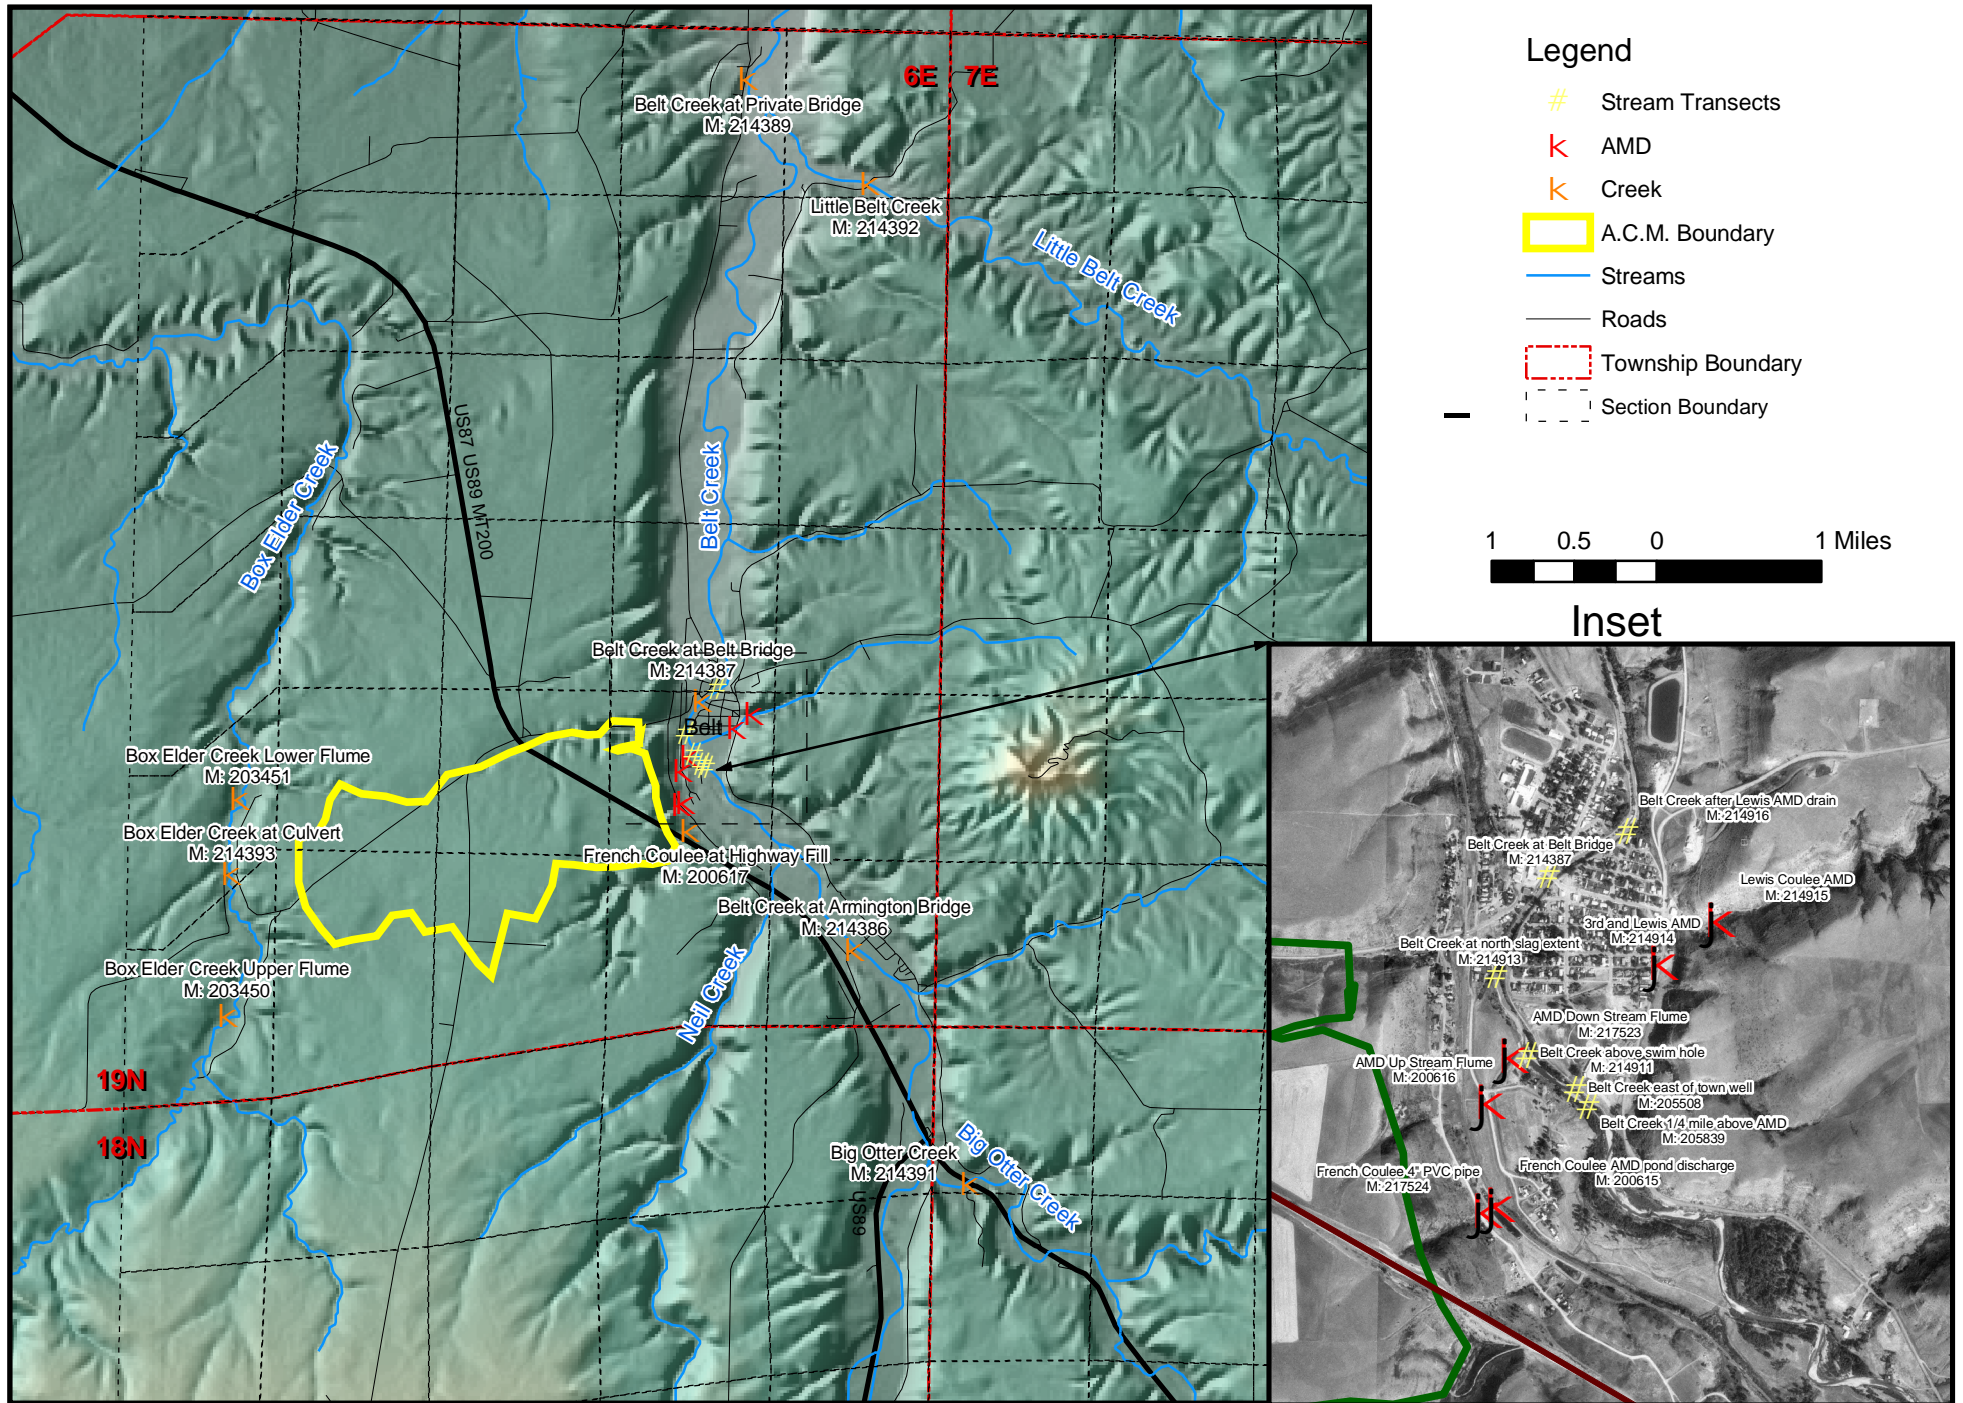 6E 7E
Belt Creek at Private Bridge
M: 214389
Little Belt Creek
M: 214392
Little Belt Creek
US87 US89 MT200
Box Elder Creek
Belt Creek
Belt Creek at Belt Bridge
M: 214387
Belt
Box Elder Creek Lower Flume
M: 203451
Box Elder Creek at Culvert
M: 214393
French Coulee at Highway Fill
M: 200617
Belt Creek at Armington Bridge
M: 214386
Box Elder Creek Upper Flume
M: 203450
Neil Creek
19N
18N
Big Otter Creek
M: 214391
Big Otter Creek
US89
Legend
# Stream Transects
k AMD
k Creek
A.C.M. Boundary
Streams
Roads
Township Boundary
Section Boundary
1 0.5 0 1 Miles
Inset
Belt Creek after Lewis AMD drain
M: 214916
Belt Creek at Belt Bridge
M: 214387
Lewis Coulee AMD
M: 214915
3rd and Lewis AMD
M: 214914
Belt Creek at north slag extent
M: 214913
AMD Down Stream Flume
M: 217523
Belt Creek above swim hole
M: 214911
AMD Up Stream Flume
M: 200616
Belt Creek east of town well
M: 205508
Belt Creek 1/4 mile above AMD
M: 205839
French Coulee 4" PVC pipe
M: 217524
French Coulee AMD pond discharge
M: 200615